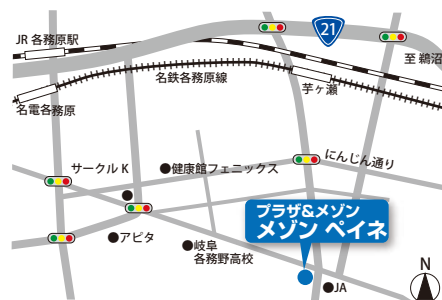 21
JR 各務原駅
至 鵜沼
名鉄各務原線
芋ヶ瀬
名電各務原
にんじん通り
サークル K
健康館フェニックス
プラザ&メゾン
メゾン ペイネ
アピタ
岐阜
各務野高校
JA
N